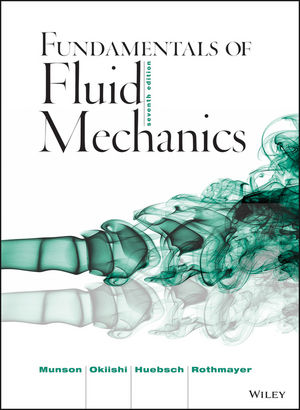 FUNDAMENTALS OF
Fluid
Mechanics
seventh edition
Munson Okiishi Huebsch Rothmayer
WILEY